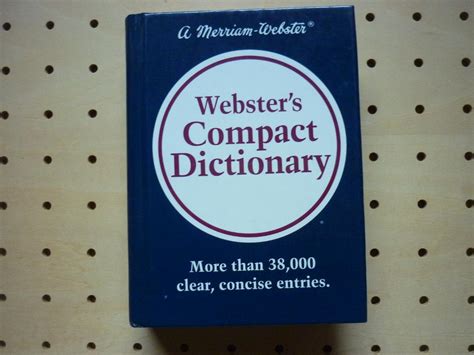 A Merriam-Webster®
Webster's
Compact
Dictionary
More than 38,000
clear, concise entries.